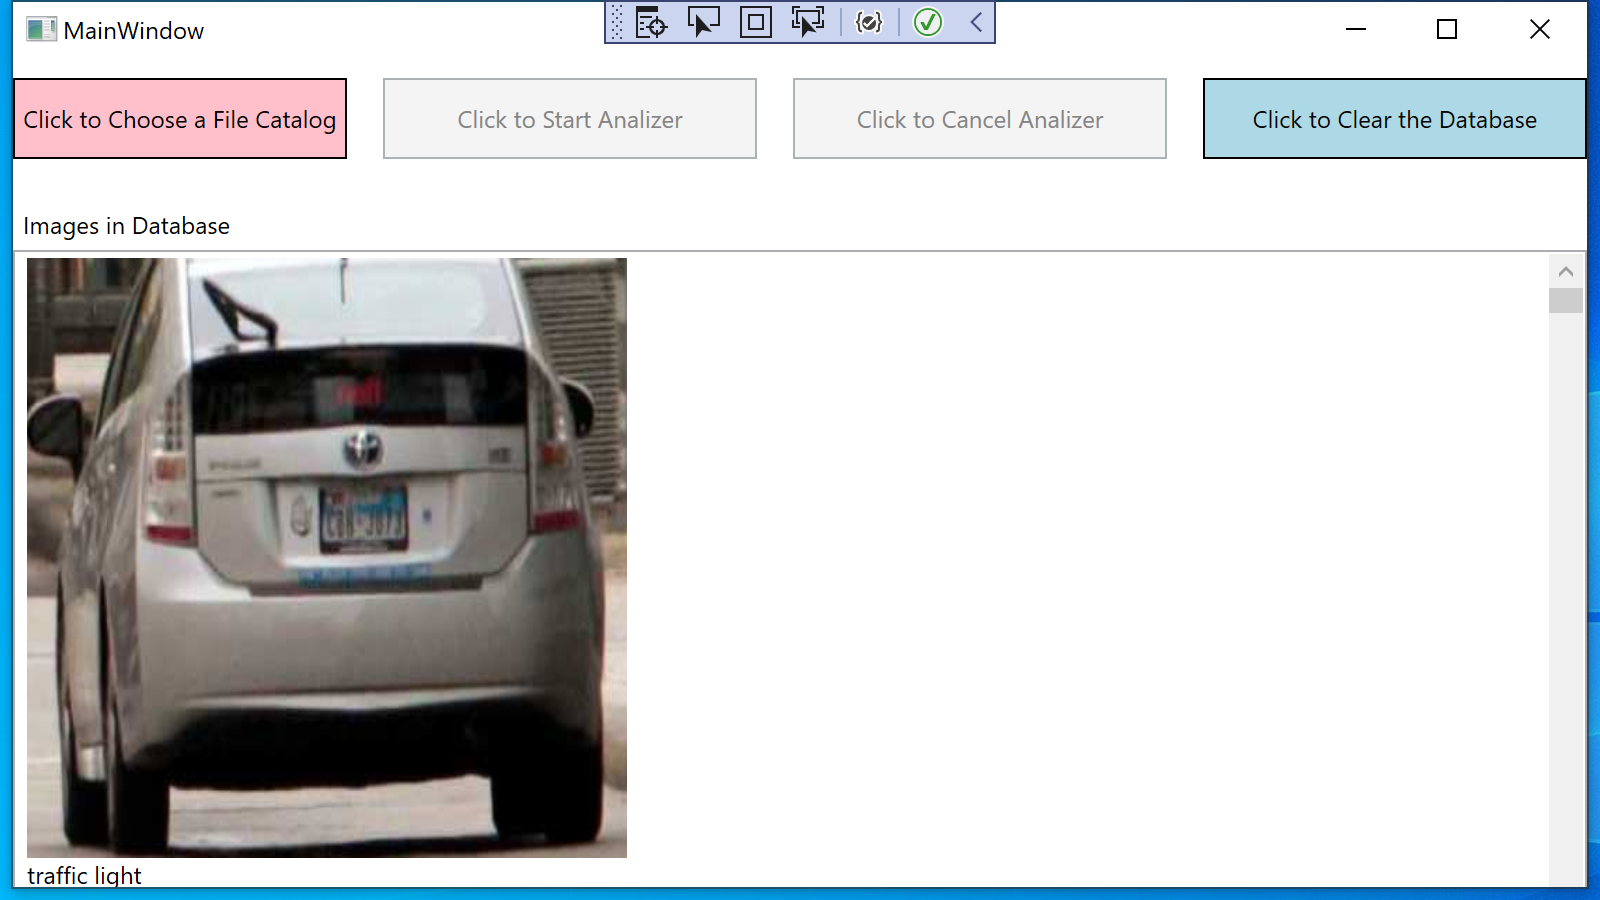 MainWindow
Click to Choose a File Catalog
Click to Start Analizer
Click to Cancel Analizer
Click to Clear the Database
Images in Database
traffic light